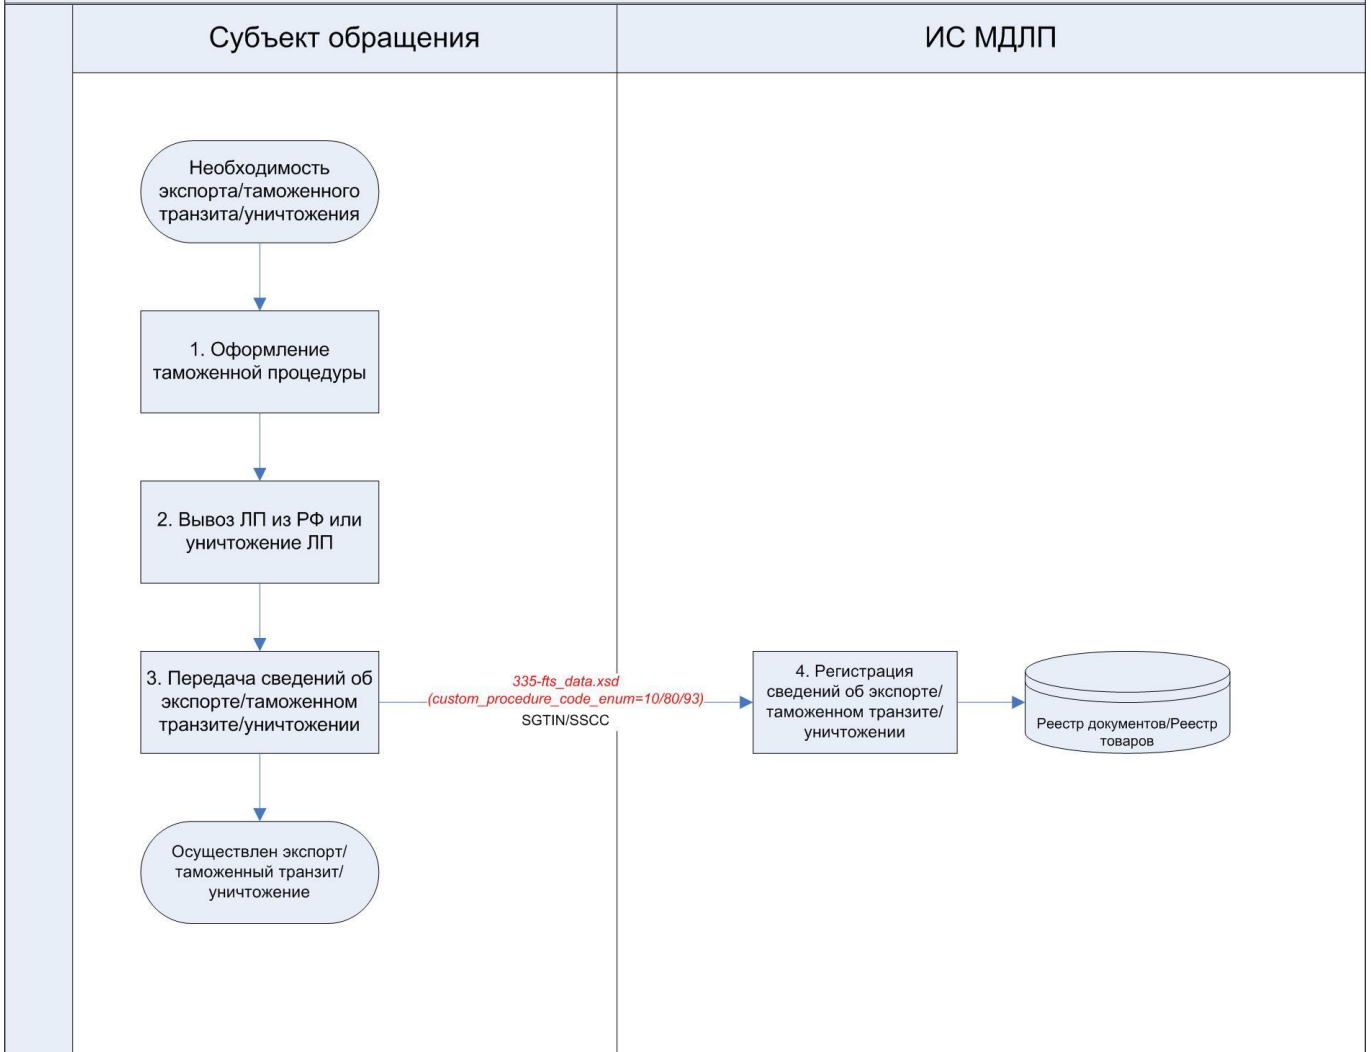 Субъект обращения
ИС МДЛП
Необходимость
экспорта/таможенного
транзита/уничтожения
1. Оформление
таможенной процедуры
2. Вывоз ЛП из РФ или
уничтожение ЛП
3. Передача сведений об
экспорте/таможенном
транзите/уничтожении
335-fts_data.xsd
(custom_procedure_code_enum=10/80/93)
SGTIN/SSCC
4. Регистрация
сведений об экспорте/
таможенном транзите/
уничтожении
Реестр документов/Реестр
товаров
Осуществлен экспорт/
таможенный транзит/
уничтожение